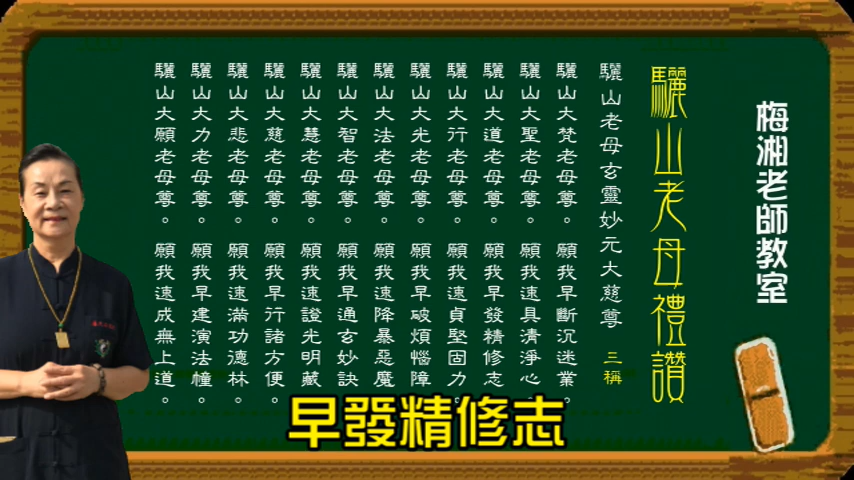 梅湘老師教室
驪山老母禮讚
驪山老母玄靈妙元大慈尊 三稱
驪山大梵老母尊。願我早斷沉迷業。
驪山大聖老母尊。願我速具清淨心。
驪山大道老母尊。願我早發精修志。
驪山大行老母尊。願我速貞堅固力。
驪山大光老母尊。願我早破煩惱障。
驪山大法老母尊。願我速降暴惡魔。
驪山大智老母尊。願我早通玄妙訣。
驪山大慧老母尊。願我速證光明藏。
驪山大慈老母尊。願我早行諸方便。
驪山大悲老母尊。願我速滿功德林。
驪山大力老母尊。願我早建演法幢。
驪山大願老母尊。願我速成無上道。
早發精修志